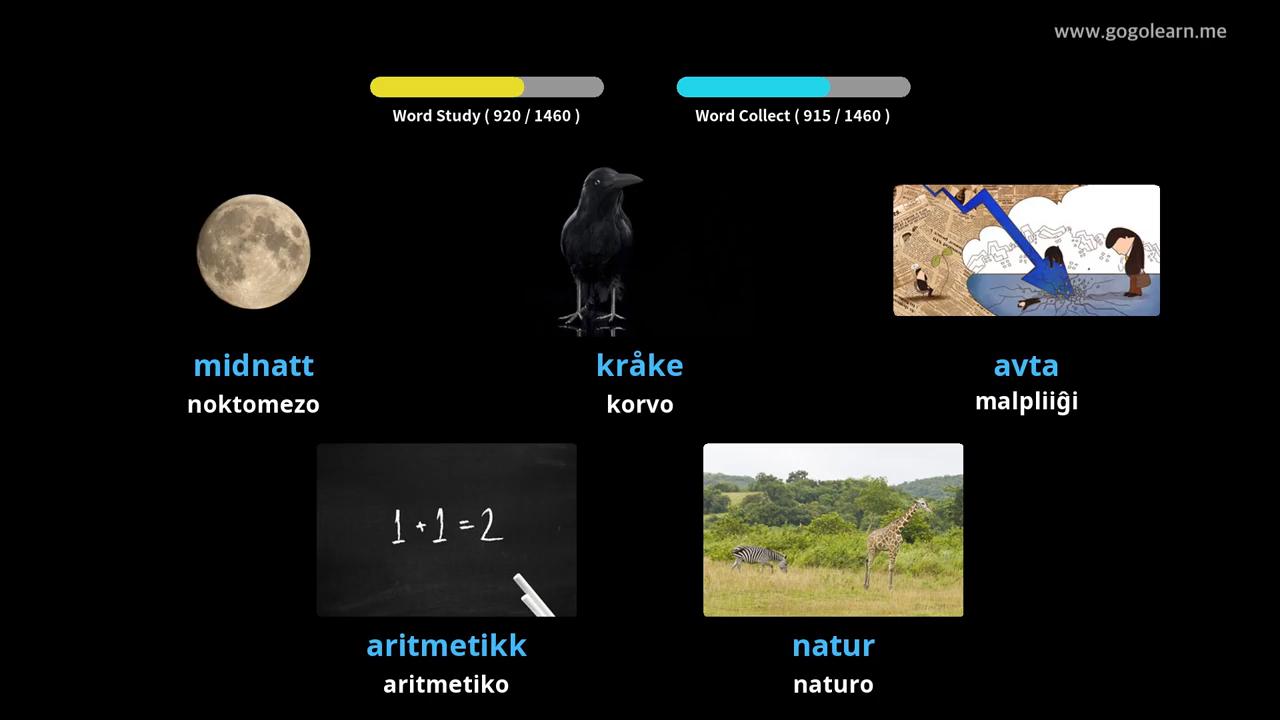 www.gogolearn.me
Word Study ( 920 / 1460 )
Word Collect ( 915 / 1460 )
midnatt
noktomezo
kråke
korvo
avta
malpliiĝi
1 + 1 = 2
aritmetikk
aritmetiko
natur
naturo